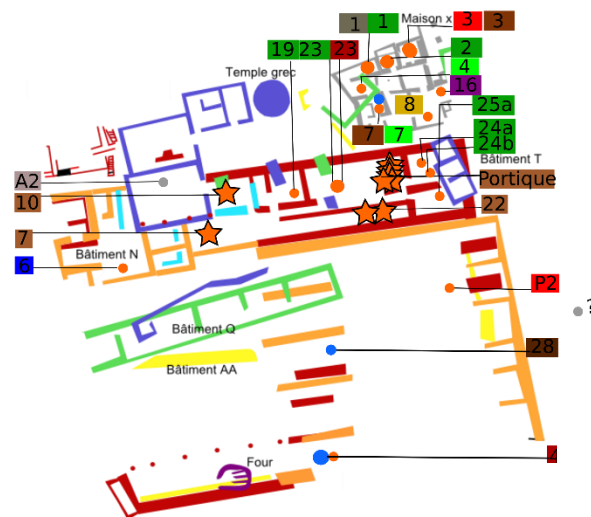 1 1 Maison x 3 3
19 23 23 2
Temple grec 4
16
8
25a
7 7
24a
24b
Bâtiment T
A2 Portique
10 22
7
Bâtiment N
6
P2
?
Bâtiment Q
28
Bâtiment AA
4
Four